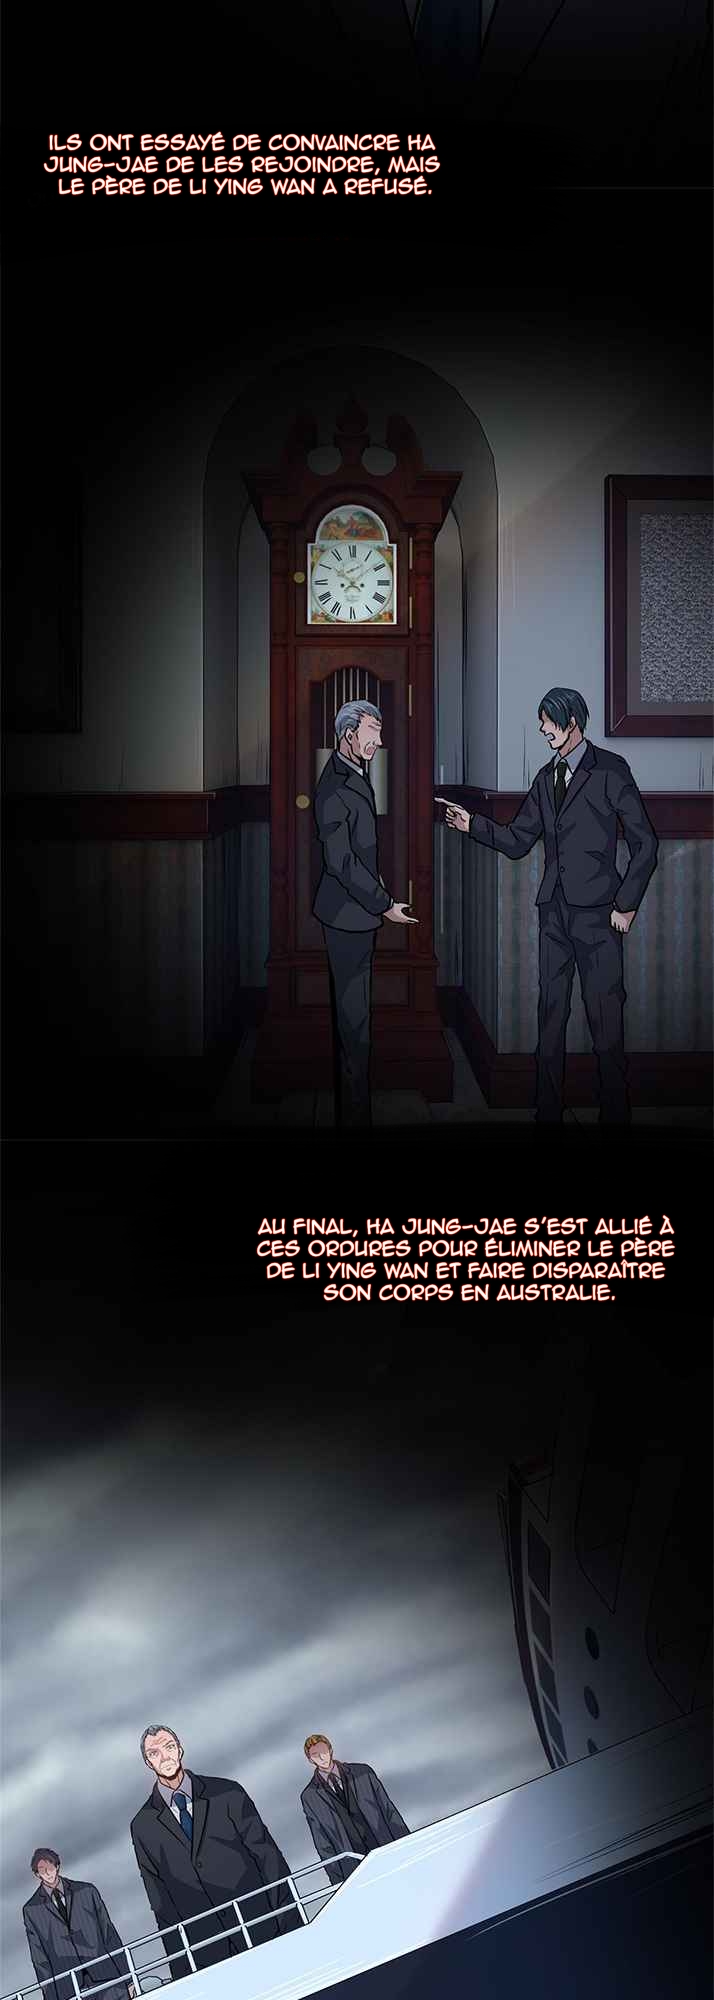 ILS ONT ESSAYÉ DE CONVAINCRE HA
JUNG-JAE DE LES REJOINDRE, MAIS
LE PÈRE DE LI YING WAN A REFUSÉ.
AU FINAL, HA JUNG-JAE S'EST ALLIÉ À
CES ORDURES POUR ÉLIMINER LE PÈRE
DE LI YING WAN ET FAIRE DISPARAÎTRE
SON CORPS EN AUSTRALIE.